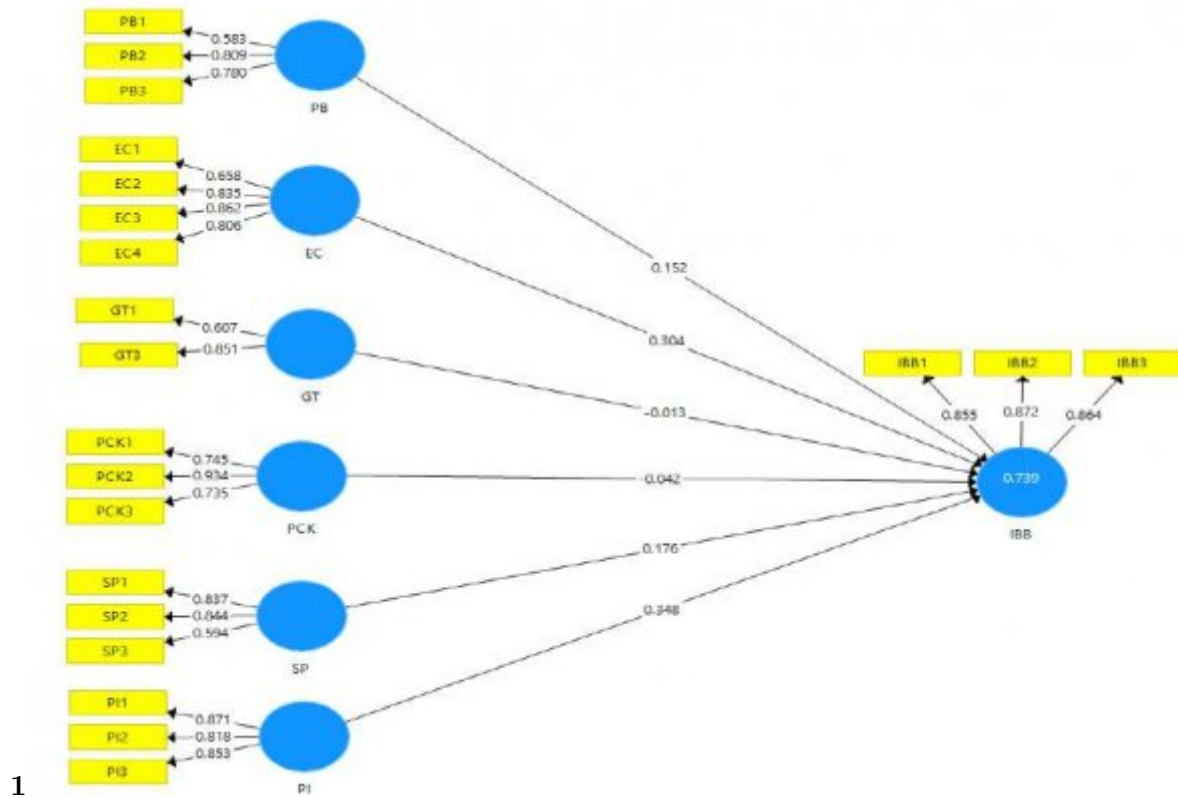 PB1
0.583
PB2
0.809
0.780
PB3
PB
EC1
0.658
EC2
0.835
EC3
0.862
0.806
EC4
EC
0.152
GT1
0.607
GT3
0.851
GT
0.304
-0.013
IBB1
IBB2
IBB3
0.855
0.872
0.864
PCK1
0.745
PCK2
0.934
0.735
PCK3
PCK
-0.042
0.739
IBB
SP1
0.837
SP2
0.844
0.594
SP3
SP
0.176
0.348
PI1
0.871
PI2
0.818
0.853
PI3
PI
1